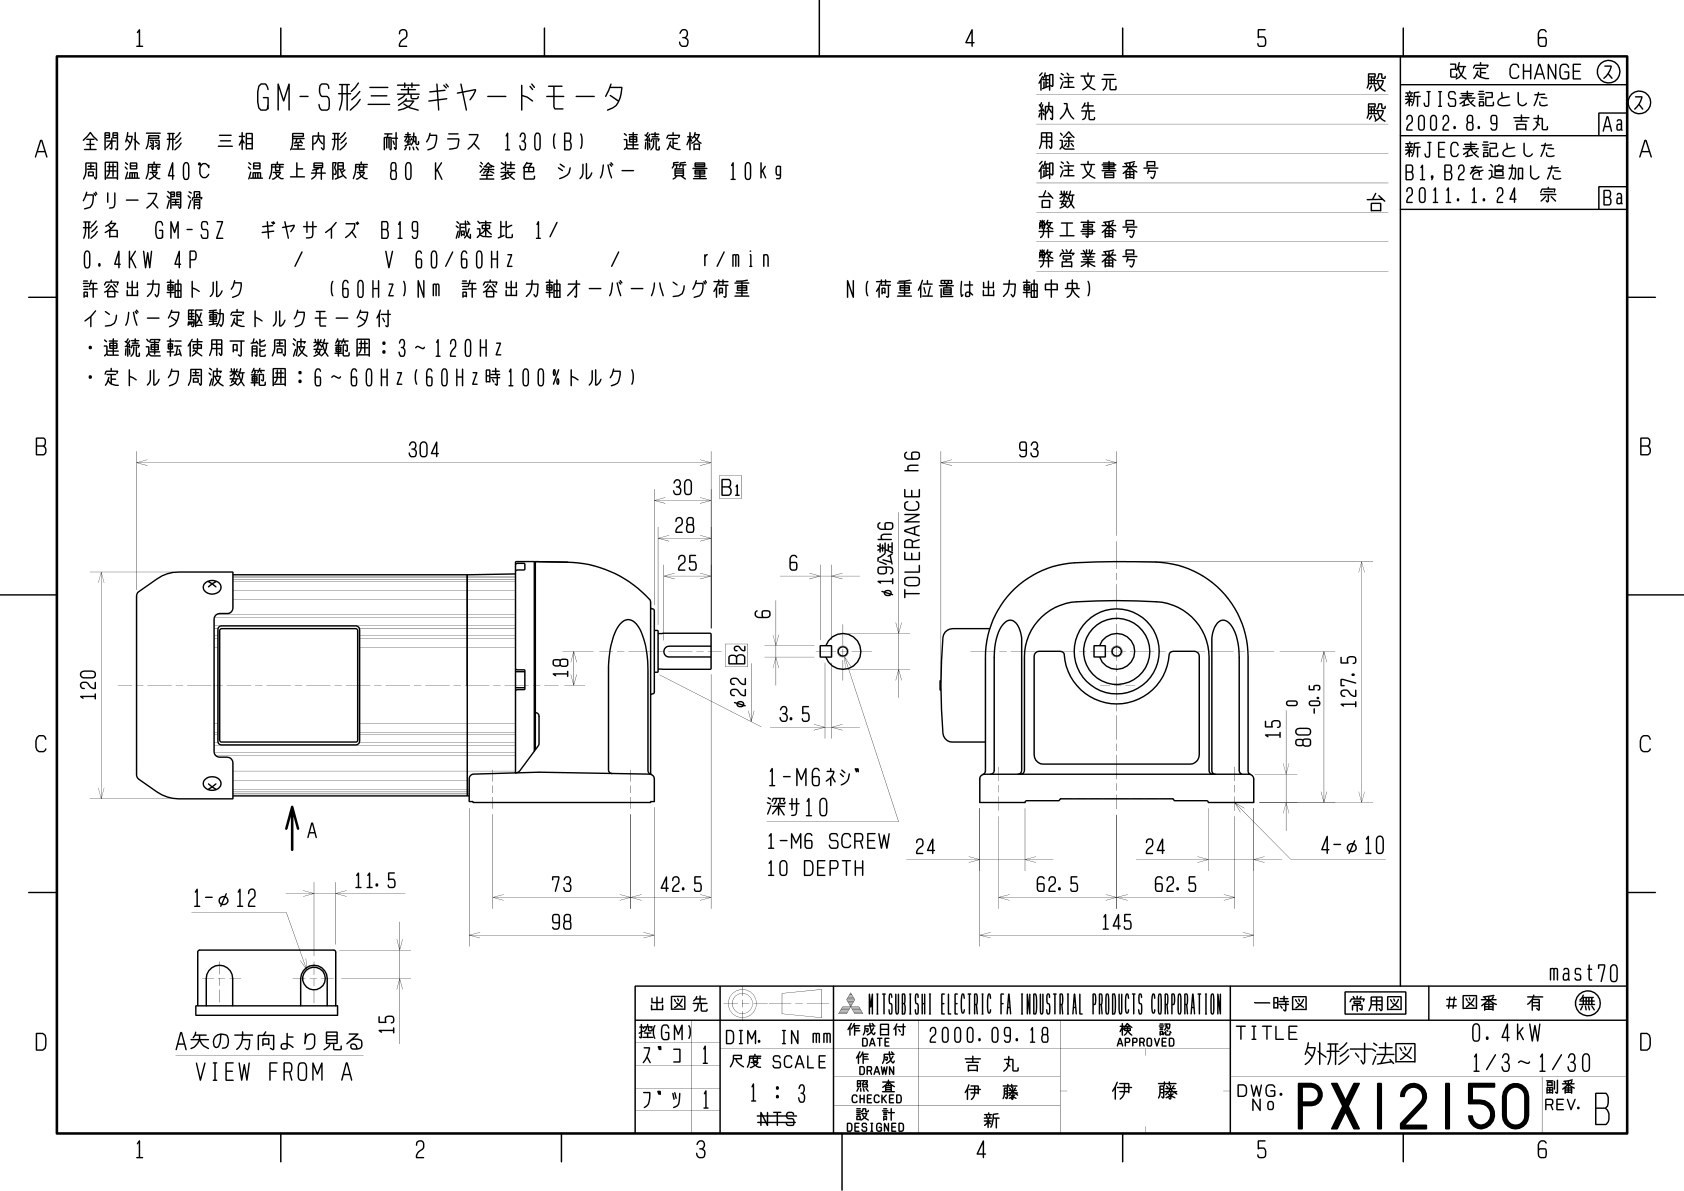 1 2 3 4 5 6
A
B
C
D
GM-S形三菱ギヤードモータ
全閉外扇形 三相 屋内形 耐熱クラス 130(B) 連続定格
周囲温度40℃ 温度上昇限度 80 K 塗装色 シルバー 質量 10kg
グリース潤滑
形名 GM-SZ ギヤサイズ B19 減速比 1/
0.4KW 4P / V 60/60Hz / r/min
許容出力軸トルク (60Hz)Nm 許容出力軸オーバーハング荷重 N(荷重位置は出力軸中央)
インバータ駆動定トルクモータ付
・連続運転使用可能周波数範囲：3～120Hz
・定トルク周波数範囲：6～60Hz(60Hz時100%トルク)
御注文元 殿
納入先 殿
用途
御注文書番号
台数 台
弊工事番号
弊営業番号
改定 CHANGE ス
新JIS表記とした
2002.8.9 吉丸 Aa
新JEC表記とした
B1,B2を追加した
2011.1.24 宗 Ba
ス
A
B
C
D
304
30 B1
28
25
120
18
B2
φ22
6
6
3.5
φ19公差h6
TOLERANCE h6
1-M6ネジ
深サ10
1-M6 SCREW
10 DEPTH
73
42.5
98
A
93
127.5
15
80 0 -0.5
24
24
4-φ10
62.5
62.5
145
1-φ12
11.5
15
A矢の方向より見る
VIEW FROM A
mast70
出図先
控(GM)
ズコ 1
ブツ 1
DIM. IN mm
尺度 SCALE
1 : 3
NTS
MITSUBISHI ELECTRIC FA INDUSTRIAL PRODUCTS CORPORATION
作成日付
DATE
2000.09.18
作 成
DRAWN
吉 丸
照 査
CHECKED
伊 藤
設 計
DESIGNED
新
検 認
APPROVED
伊 藤
一時図 常用図 #図番 有 無
TITLE
外形寸法図
0.4kW
1/3～1/30
DWG.
No
PX12150
副番
REV.
B
1 2 3 4 5 6